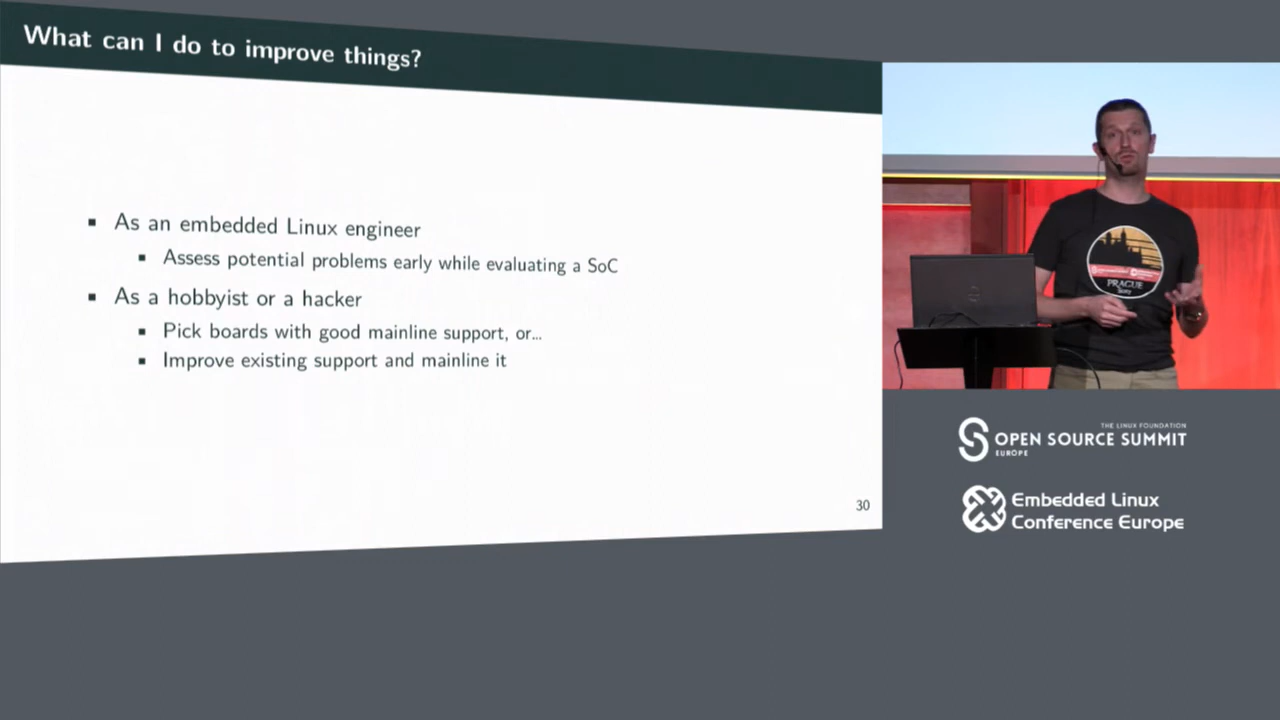 What can I do to improve things?
As an embedded Linux engineer
Assess potential problems early while evaluating a SoC
As a hobbyist or a hacker
Pick boards with good mainline support, or…
Improve existing support and mainline it
30
PRAGUE
THE LINUX FOUNDATION
OPEN SOURCE SUMMIT
EUROPE
Embedded Linux
Conference Europe